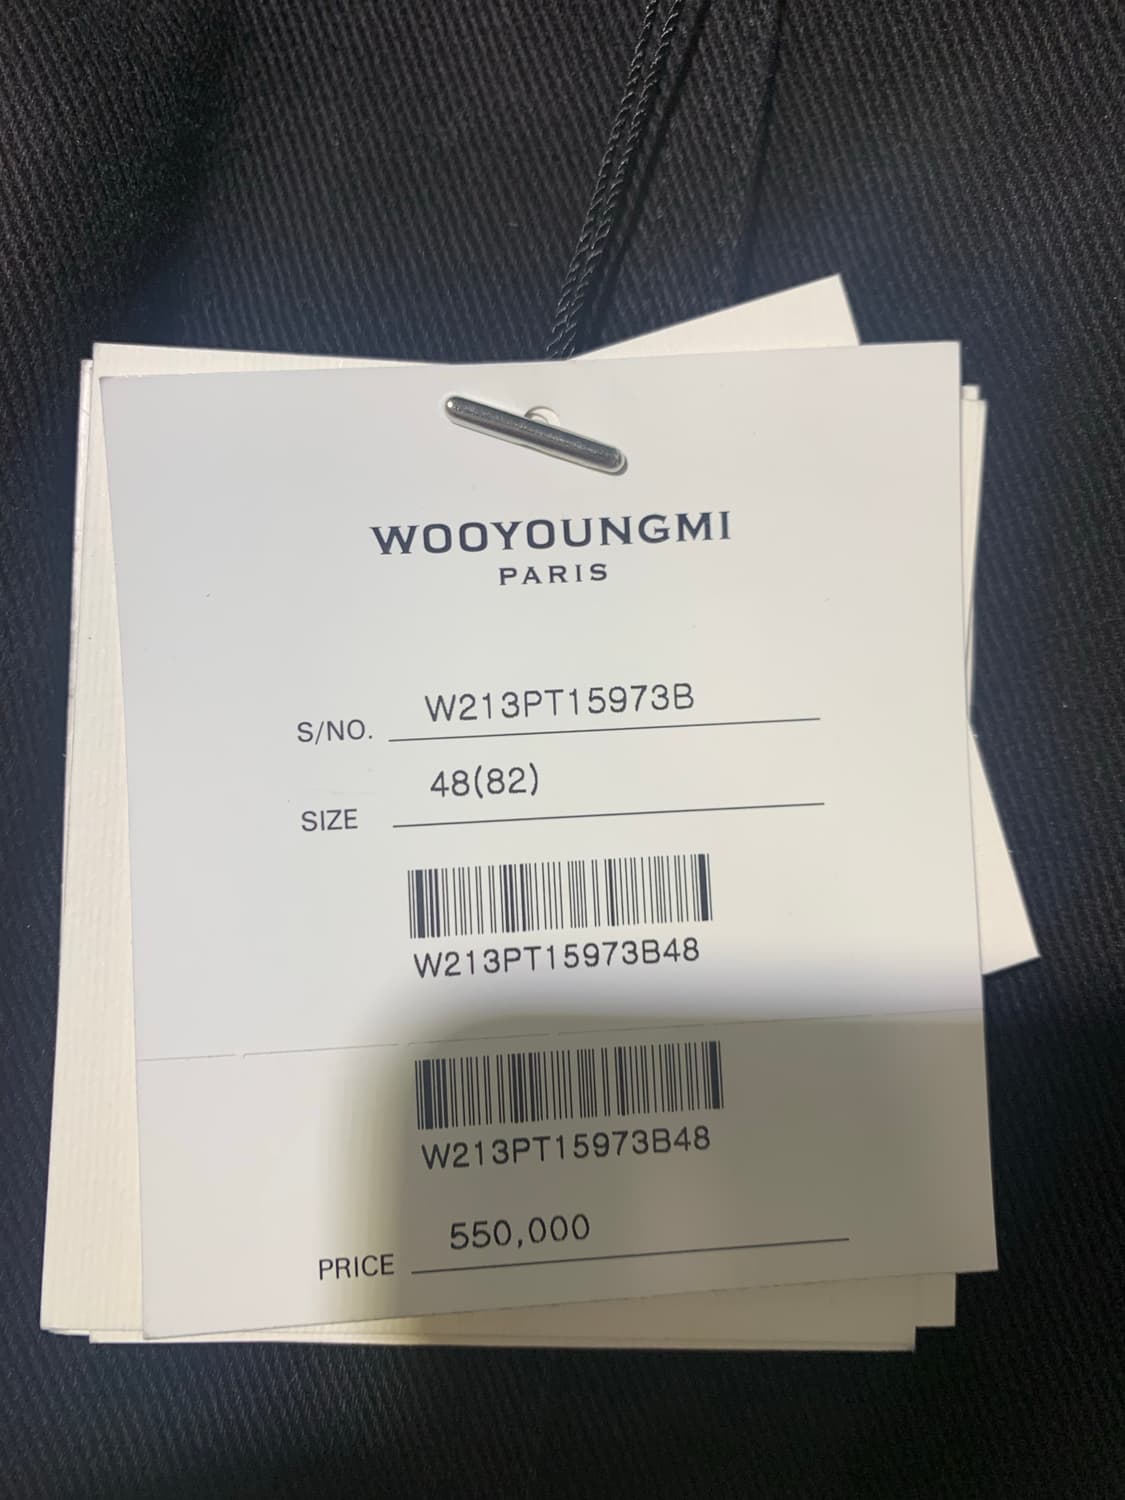 WOOYOUNGMI
PARIS
S/NO. W213PT15973B
SIZE 48(82)
W213PT15973B48
W213PT15973B48
PRICE 550,000